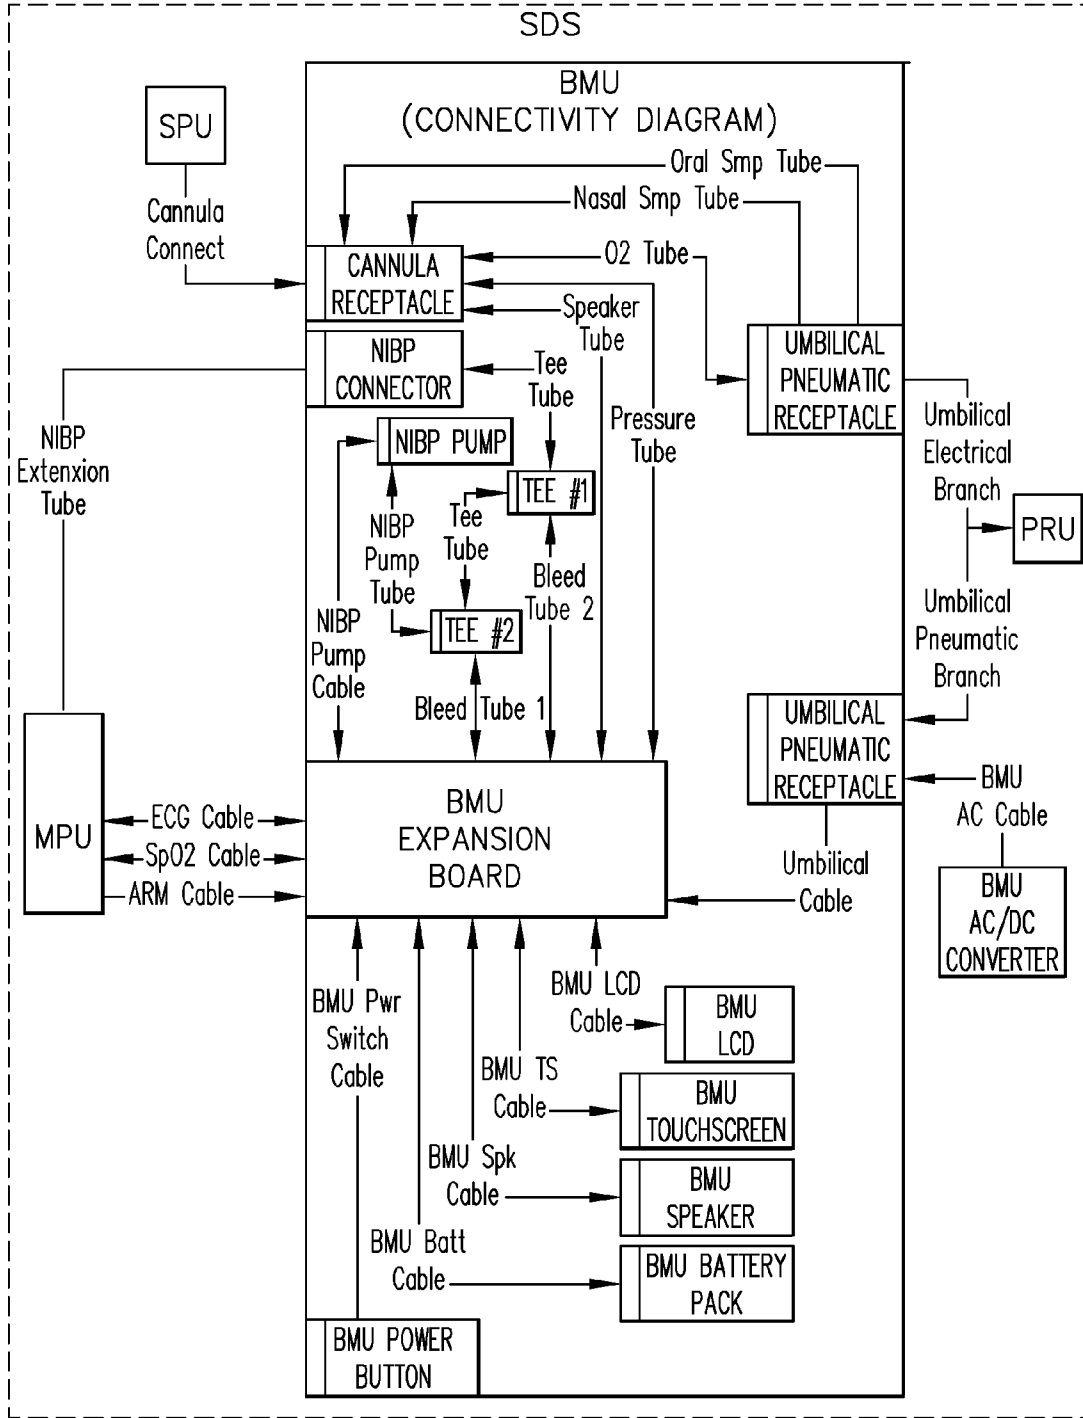 SDS
BMU
(CONNECTIVITY DIAGRAM)
SPU
Cannula
Connect
Oral Smp Tube
Nasal Smp Tube
O2 Tube
CANNULA
RECEPTACLE
Speaker
Tube
NIBP
CONNECTOR
Tee
Tube
UMBILICAL
PNEUMATIC
RECEPTACLE
Pressure
Tube
NIBP
Extenxion
Tube
NIBP PUMP
TEE #1
Tee
Tube
NIBP
Pump
Tube
Bleed
Tube 2
Umbilical
Electrical
Branch
PRU
Umbilical
Pneumatic
Branch
NIBP
Pump
Cable
TEE #2
Bleed Tube 1
UMBILICAL
PNEUMATIC
RECEPTACLE
MPU
ECG Cable
SpO2 Cable
ARM Cable
BMU
EXPANSION
BOARD
BMU
AC Cable
Umbilical
Cable
BMU
AC/DC
CONVERTER
BMU Pwr
Switch
Cable
BMU LCD
Cable
BMU
LCD
BMU TS
Cable
BMU
TOUCHSCREEN
BMU Spk
Cable
BMU
SPEAKER
BMU Batt
Cable
BMU BATTERY
PACK
BMU POWER
BUTTON